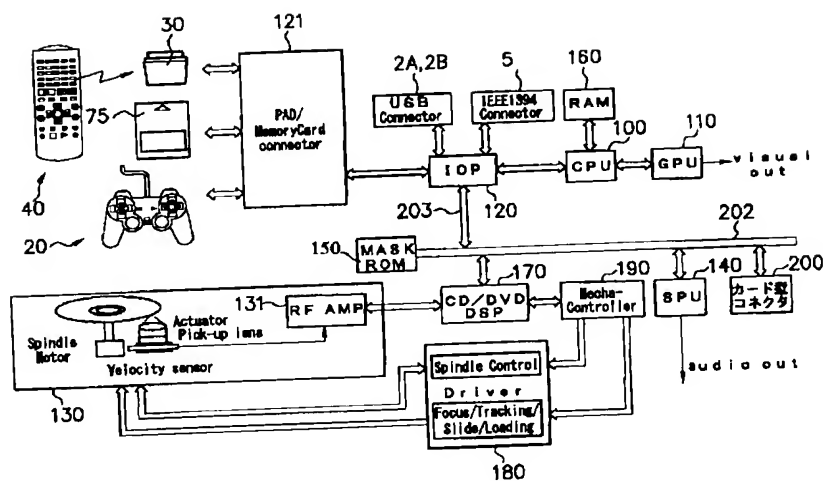 30
121
75
PAD/
MemoryCard
connector
40
20
2A,2B
USB
Connector
5
IEEE1394
Connector
160
RAM
100
CPU
110
GPU
visual
out
IOP
120
203
202
150
MASK
ROM
170
CD/DVD
DSP
190
Mecha-
Controller
140
SPU
200
カード型
コネクタ
audio out
131
RF AMP
Actuator
Pick-up lens
Spindle
Motor
Velocity sensor
130
Spindle Control
Driver
Focus/Tracking/
Slide/Loading
180